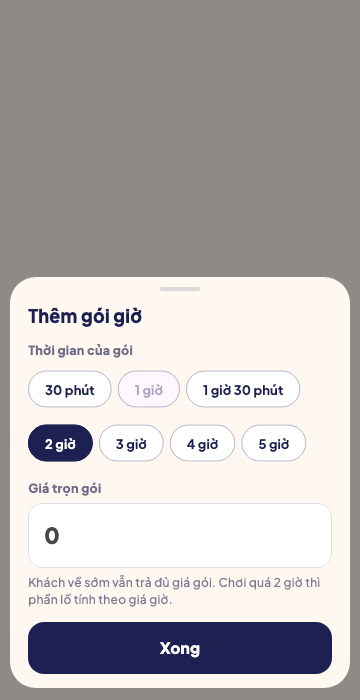 Thêm gói giờ
Thời gian của gói
30 phút
1 giờ
1 giờ 30 phút
2 giờ
3 giờ
4 giờ
5 giờ
Giá trọn gói
0
Khách về sớm vẫn trả đủ giá gói. Chơi quá 2 giờ thì
phần lố tính theo giá giờ.
Xong